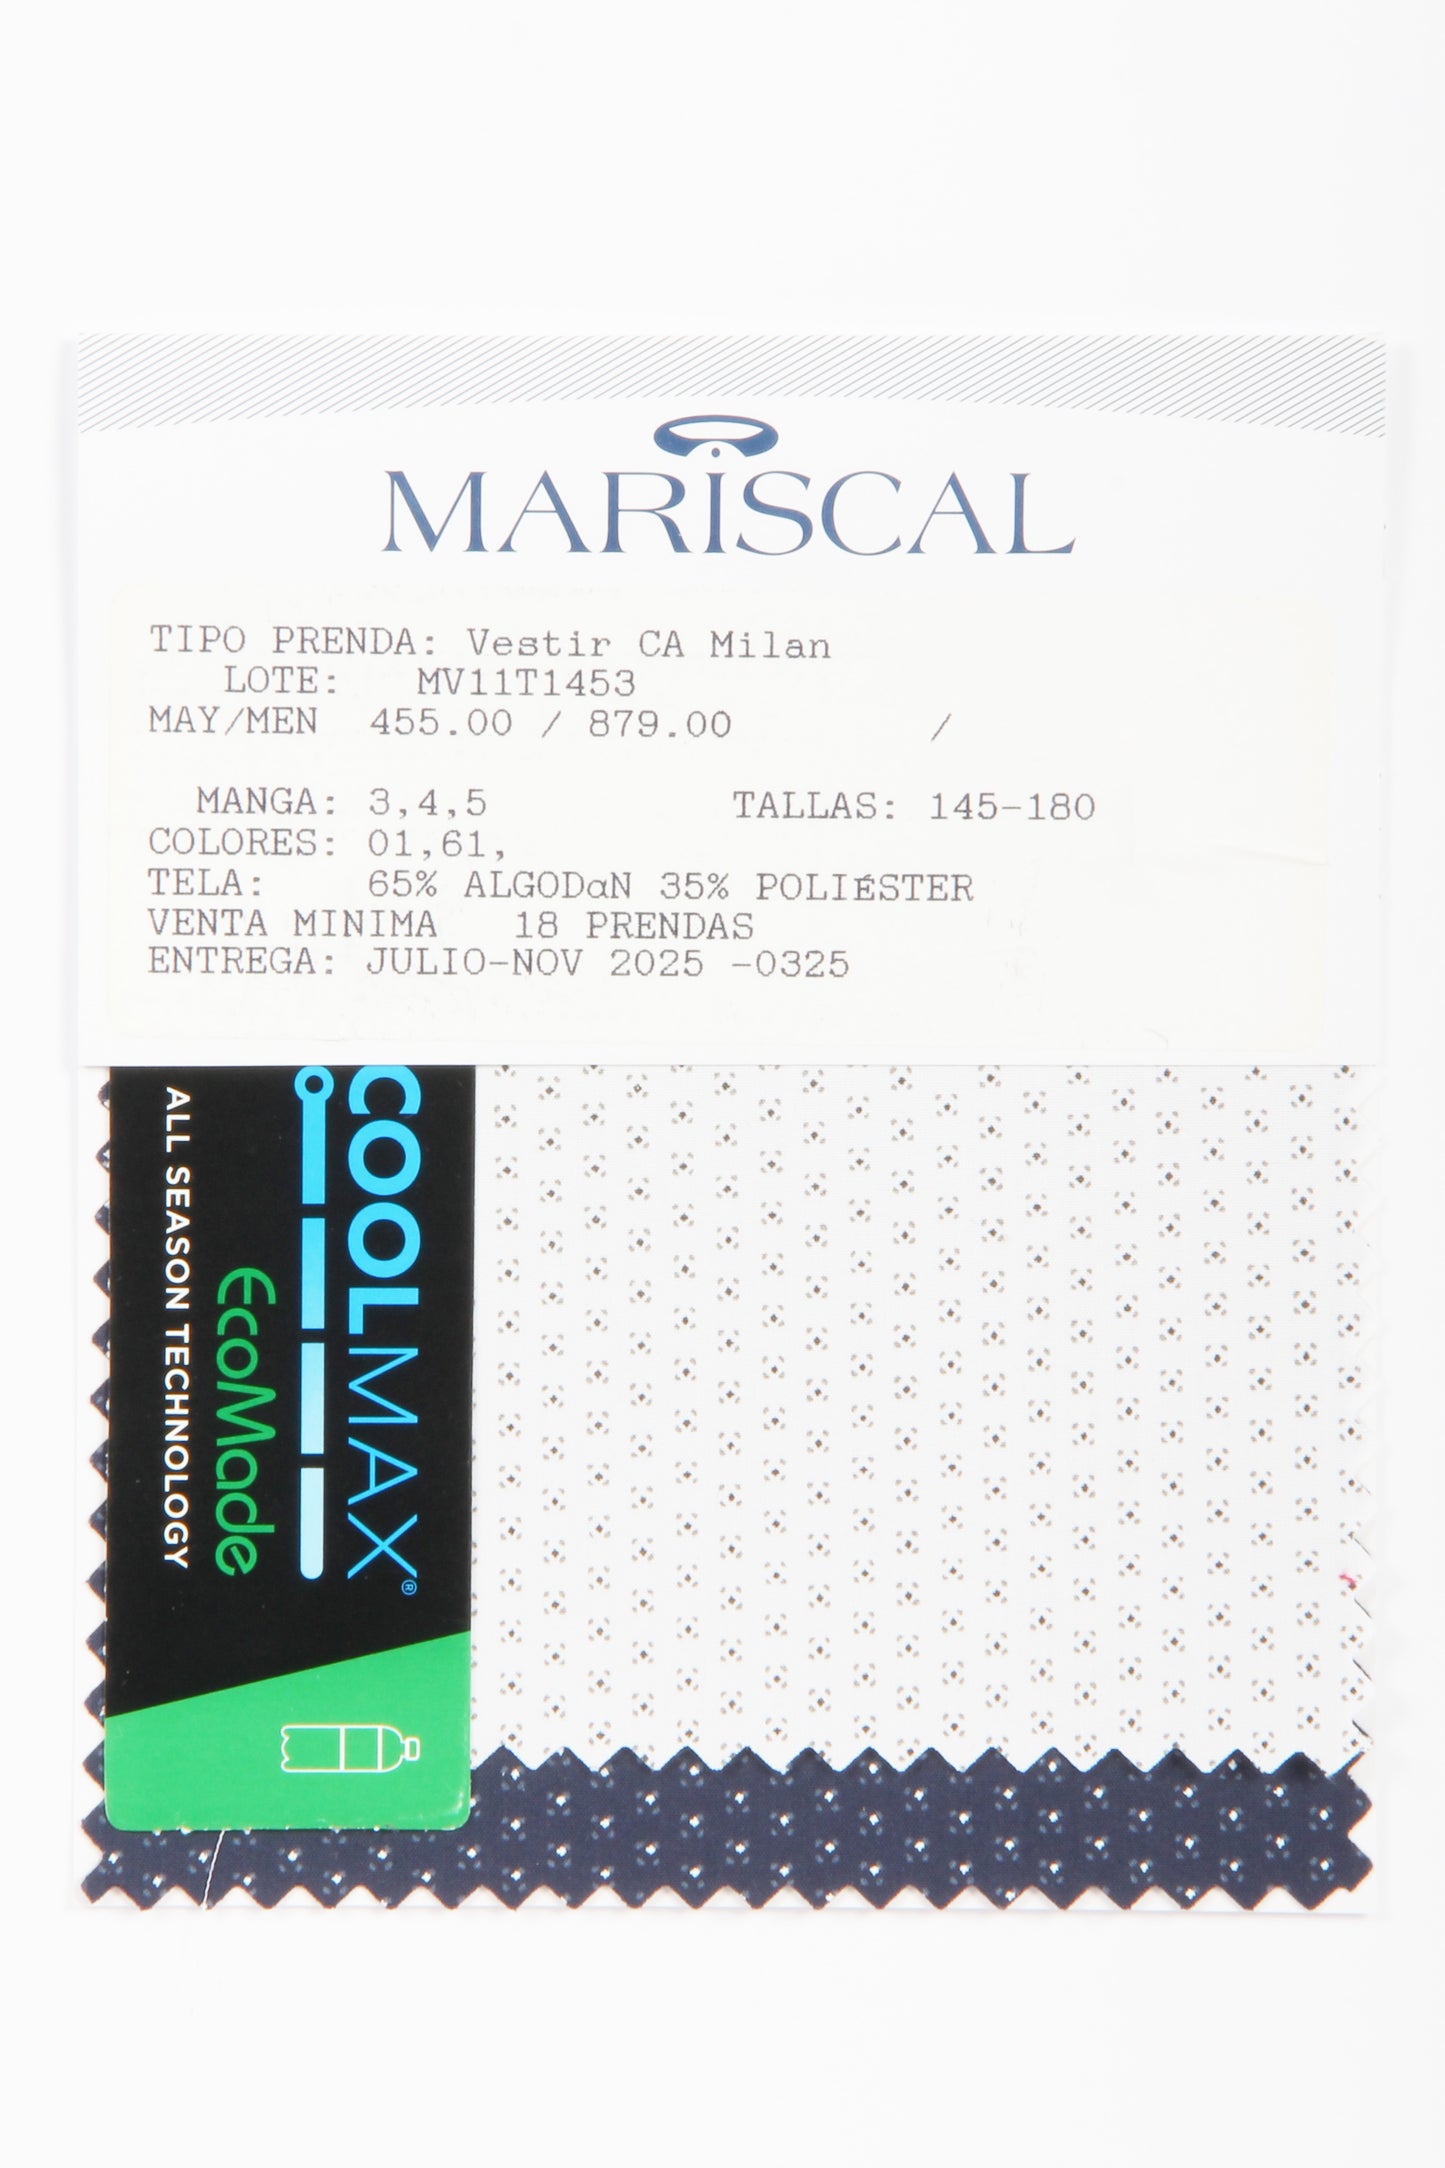 MARISCAL
TIPO PRENDA: Vestir CA Milan
LOTE: MV11T1453
MAY/MEN 455.00 / 879.00 /
MANGA: 3,4,5 TALLAS: 145-180
COLORES: 01,61,
TELA: 65% ALGODαN 35% POLIÉSTER
VENTA MINIMA 18 PRENDAS
ENTREGA: JULIO-NOV 2025 -0325
COOLMAX®
EcoMade
ALL SEASON TECHNOLOGY